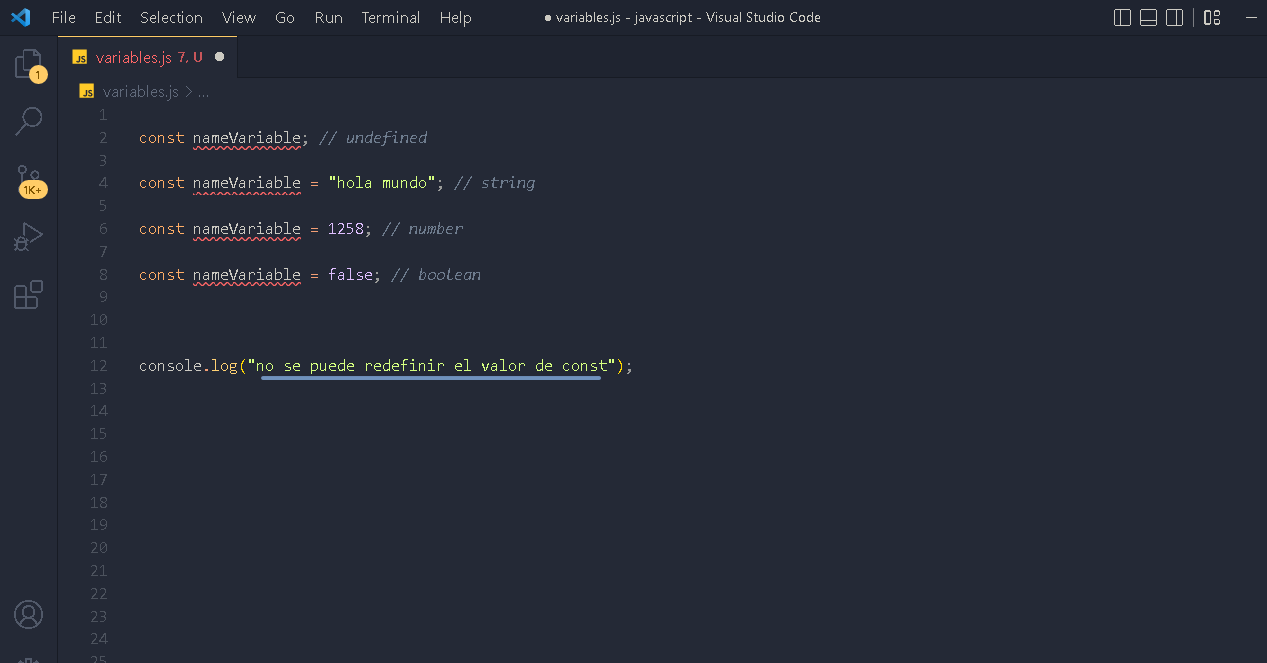 File Edit Selection View Go Run Terminal Help ● variables.js - javascript - Visual Studio Code
JS variables.js 7, U
1
JS variables.js > ...
1
2 const nameVariable; // undefined
3
4 const nameVariable = "hola mundo"; // string
1K+
5
6 const nameVariable = 1258; // number
7
8 const nameVariable = false; // boolean
9
10
11
12 console.log("no se puede redefinir el valor de const");
13
14
15
16
17
18
19
20
21
22
23
24
25